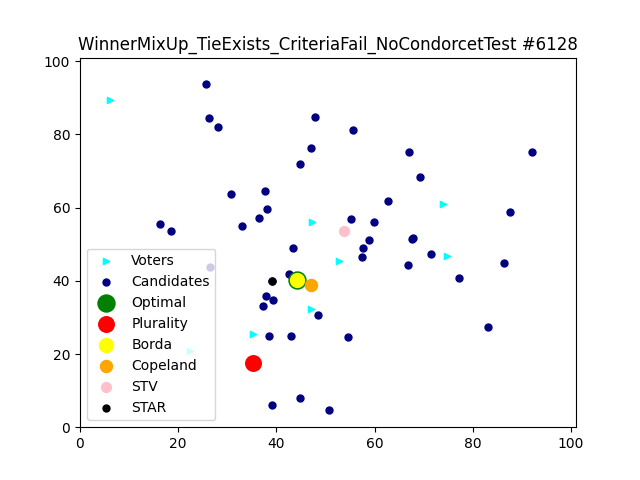 WinnerMixUp_TieExists_CriteriaFail_NoCondorcetTest #6128
100
80
60
40
20
0
Voters
Candidates
Optimal
Plurality
Borda
Copeland
STV
STAR
0 20 40 60 80 100